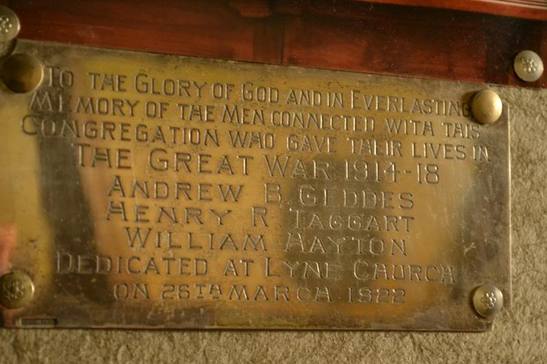 TO THE GLORY OF GOD AND IN EVERLASTING
MEMORY OF THE MEN CONNECTED WITH THIS
CONGREGATION WHO GAVE THEIR LIVES IN
THE GREAT WAR 1914-18
ANDREW B. GEDDES
HENRY R TAGGART
WILLIAM HAYTON
DEDICATED AT LYNE CHURCH
ON 26TH MARCH 1922